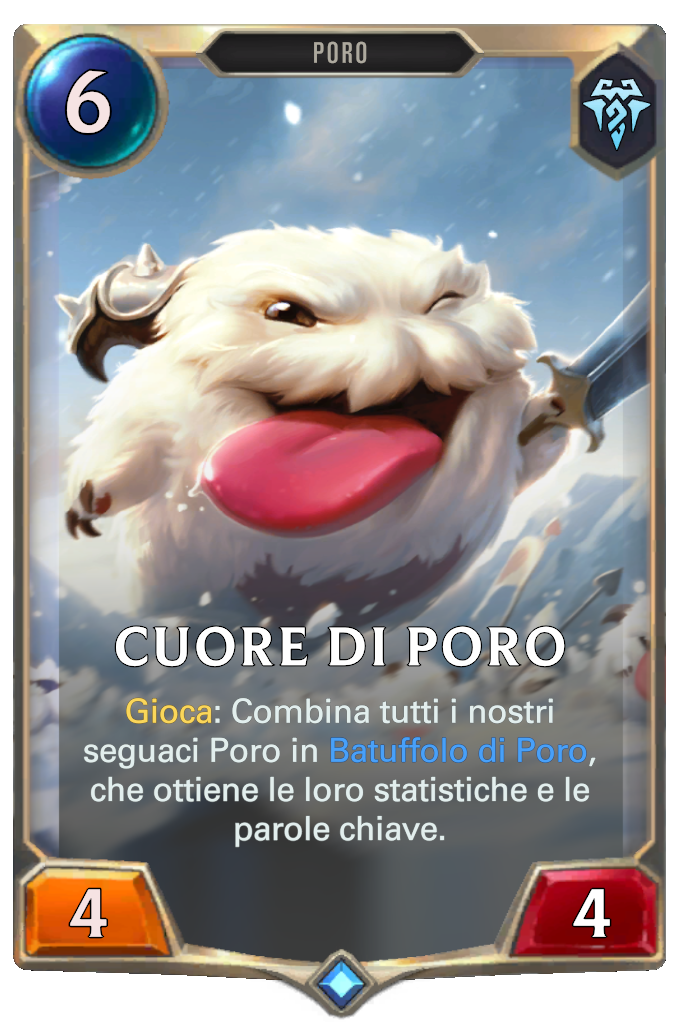 6
PORO
CUORE DI PORO
Gioca: Combina tutti i nostri
seguaci Poro in Batuffolo di Poro,
che ottiene le loro statistiche e le
parole chiave.
4
4